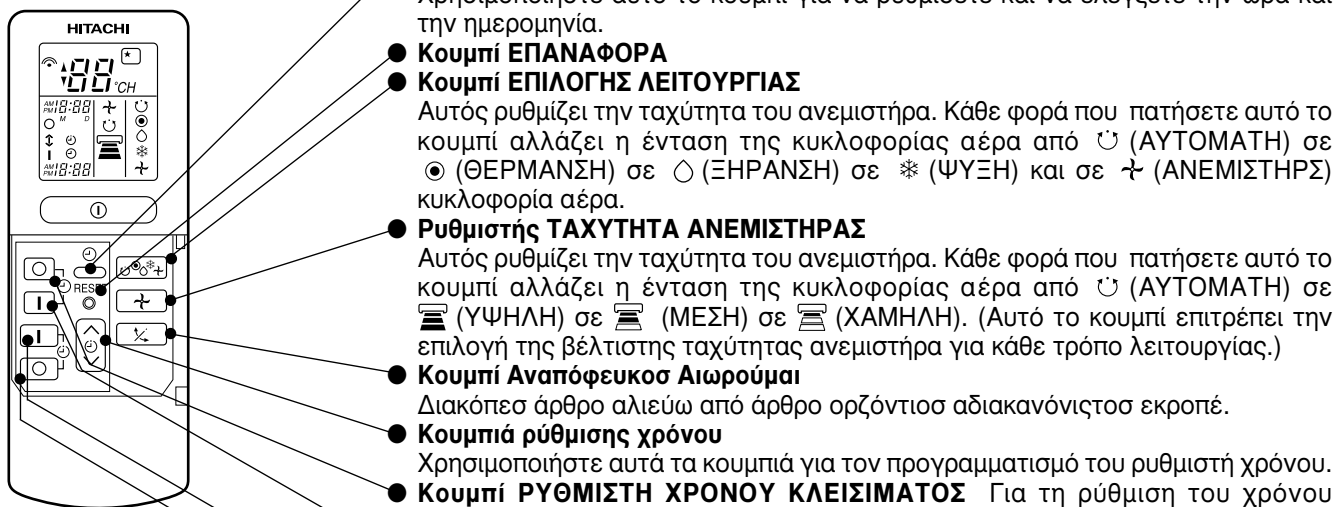 Χρησιμοποιήστε αυτό το κουμπί για να ρυθμίσετε και να ελέγξετε την ώρα και
την ημερομηνία.
HITACHI
°CH
AM
PM
M D
AM
PM
RESET
● Κουμπί ΕΠΑΝΑΦΟΡΑ
● Κουμπί ΕΠΙΛΟΓΗΣ ΛΕΙΤΟΥΡΓΙΑΣ
Αυτός ρυθμίζει την ταχύτητα του ανεμιστήρα. Κάθε φορά που πατήσετε αυτό το
κουμπί αλλάζει η ένταση της κυκλοφορίας αέρα από (ΑΥΤΟΜΑΤΗ) σε
(ΘΕΡΜΑΝΣΗ) σε (ΞΗΡΑΝΣΗ) σε (ΨΥΞΗ) και σε (ΑΝΕΜΙΣΤΗΡΣ)
κυκλοφορία αέρα.
● Ρυθμιστής ΤΑΧΥΤΗΤΑ ΑΝΕΜΙΣΤΗΡΑΣ
Αυτός ρυθμίζει την ταχύτητα του ανεμιστήρα. Κάθε φορά που πατήσετε αυτό το
κουμπί αλλάζει η ένταση της κυκλοφορίας αέρα από (ΑΥΤΟΜΑΤΗ) σε
(ΥΨΗΛΗ) σε (ΜΕΣΗ) σε (ΧΑΜΗΛΗ). (Αυτό το κουμπί επιτρέπει την
επιλογή της βέλτιστης ταχύτητας ανεμιστήρα για κάθε τρόπο λειτουργίας.)
● Κουμπί Αναπόφευκοσ Αιωρούμαι
Διακόπεσ άρθρο αλιεύω από άρθρο ορζόντιοσ αδιακανόνιςτοσ εκροπέ.
● Κουμπιά ρύθμισης χρόνου
Χρησιμοποιήστε αυτά τα κουμπιά για τον προγραμματισμό του ρυθμιστή χρόνου.
● Κουμπί ΡΥΘΜΙΣΤΗ ΧΡΟΝΟΥ ΚΛΕΙΣΙΜΑΤΟΣ Για τη ρύθμιση του χρόνου